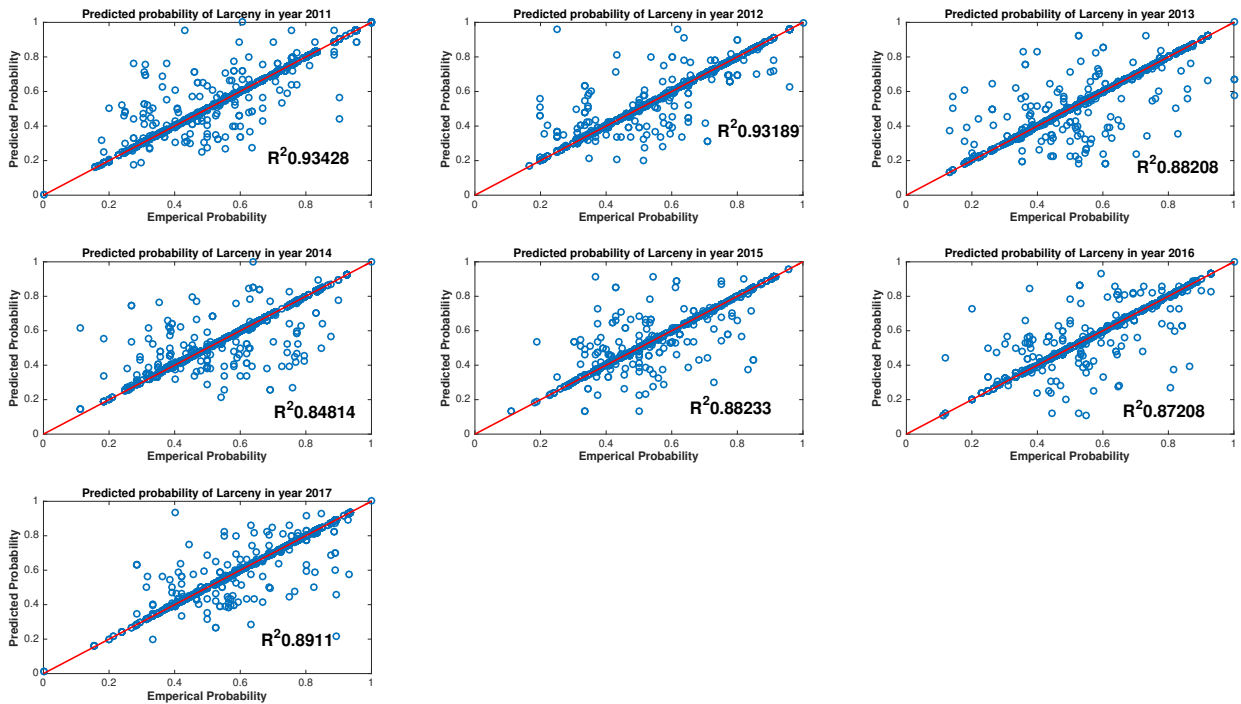 Predicted probability of Larceny in year 2011
Predicted Probability
1
0.8
0.6
0.4
0.2
0
R²0.93428
0 0.2 0.4 0.6 0.8 1
Emperical Probability
Predicted probability of Larceny in year 2012
Predicted Probability
1
0.8
0.6
0.4
0.2
0
R²0.93189
0 0.2 0.4 0.6 0.8 1
Emperical Probability
Predicted probability of Larceny in year 2013
Predicted Probability
1
0.8
0.6
0.4
0.2
0
R²0.88208
0 0.2 0.4 0.6 0.8 1
Emperical Probability
Predicted probability of Larceny in year 2014
Predicted Probability
1
0.8
0.6
0.4
0.2
0
R²0.84814
0 0.2 0.4 0.6 0.8 1
Emperical Probability
Predicted probability of Larceny in year 2015
Predicted Probability
1
0.8
0.6
0.4
0.2
0
R²0.88233
0 0.2 0.4 0.6 0.8 1
Emperical Probability
Predicted probability of Larceny in year 2016
Predicted Probability
1
0.8
0.6
0.4
0.2
0
R²0.87208
0 0.2 0.4 0.6 0.8 1
Emperical Probability
Predicted probability of Larceny in year 2017
Predicted Probability
1
0.8
0.6
0.4
0.2
0
R²0.8911
0 0.2 0.4 0.6 0.8 1
Emperical Probability